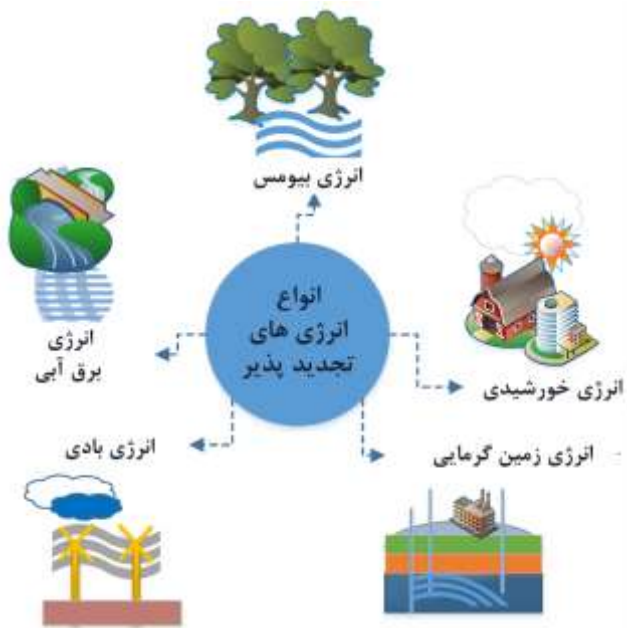 انرژی بیومس
انواع
انرژی های
تجدید پذیر
انرژی خورشیدی
انرژی
برق آبی
انرژی زمین گرمایی
انرژی بادی